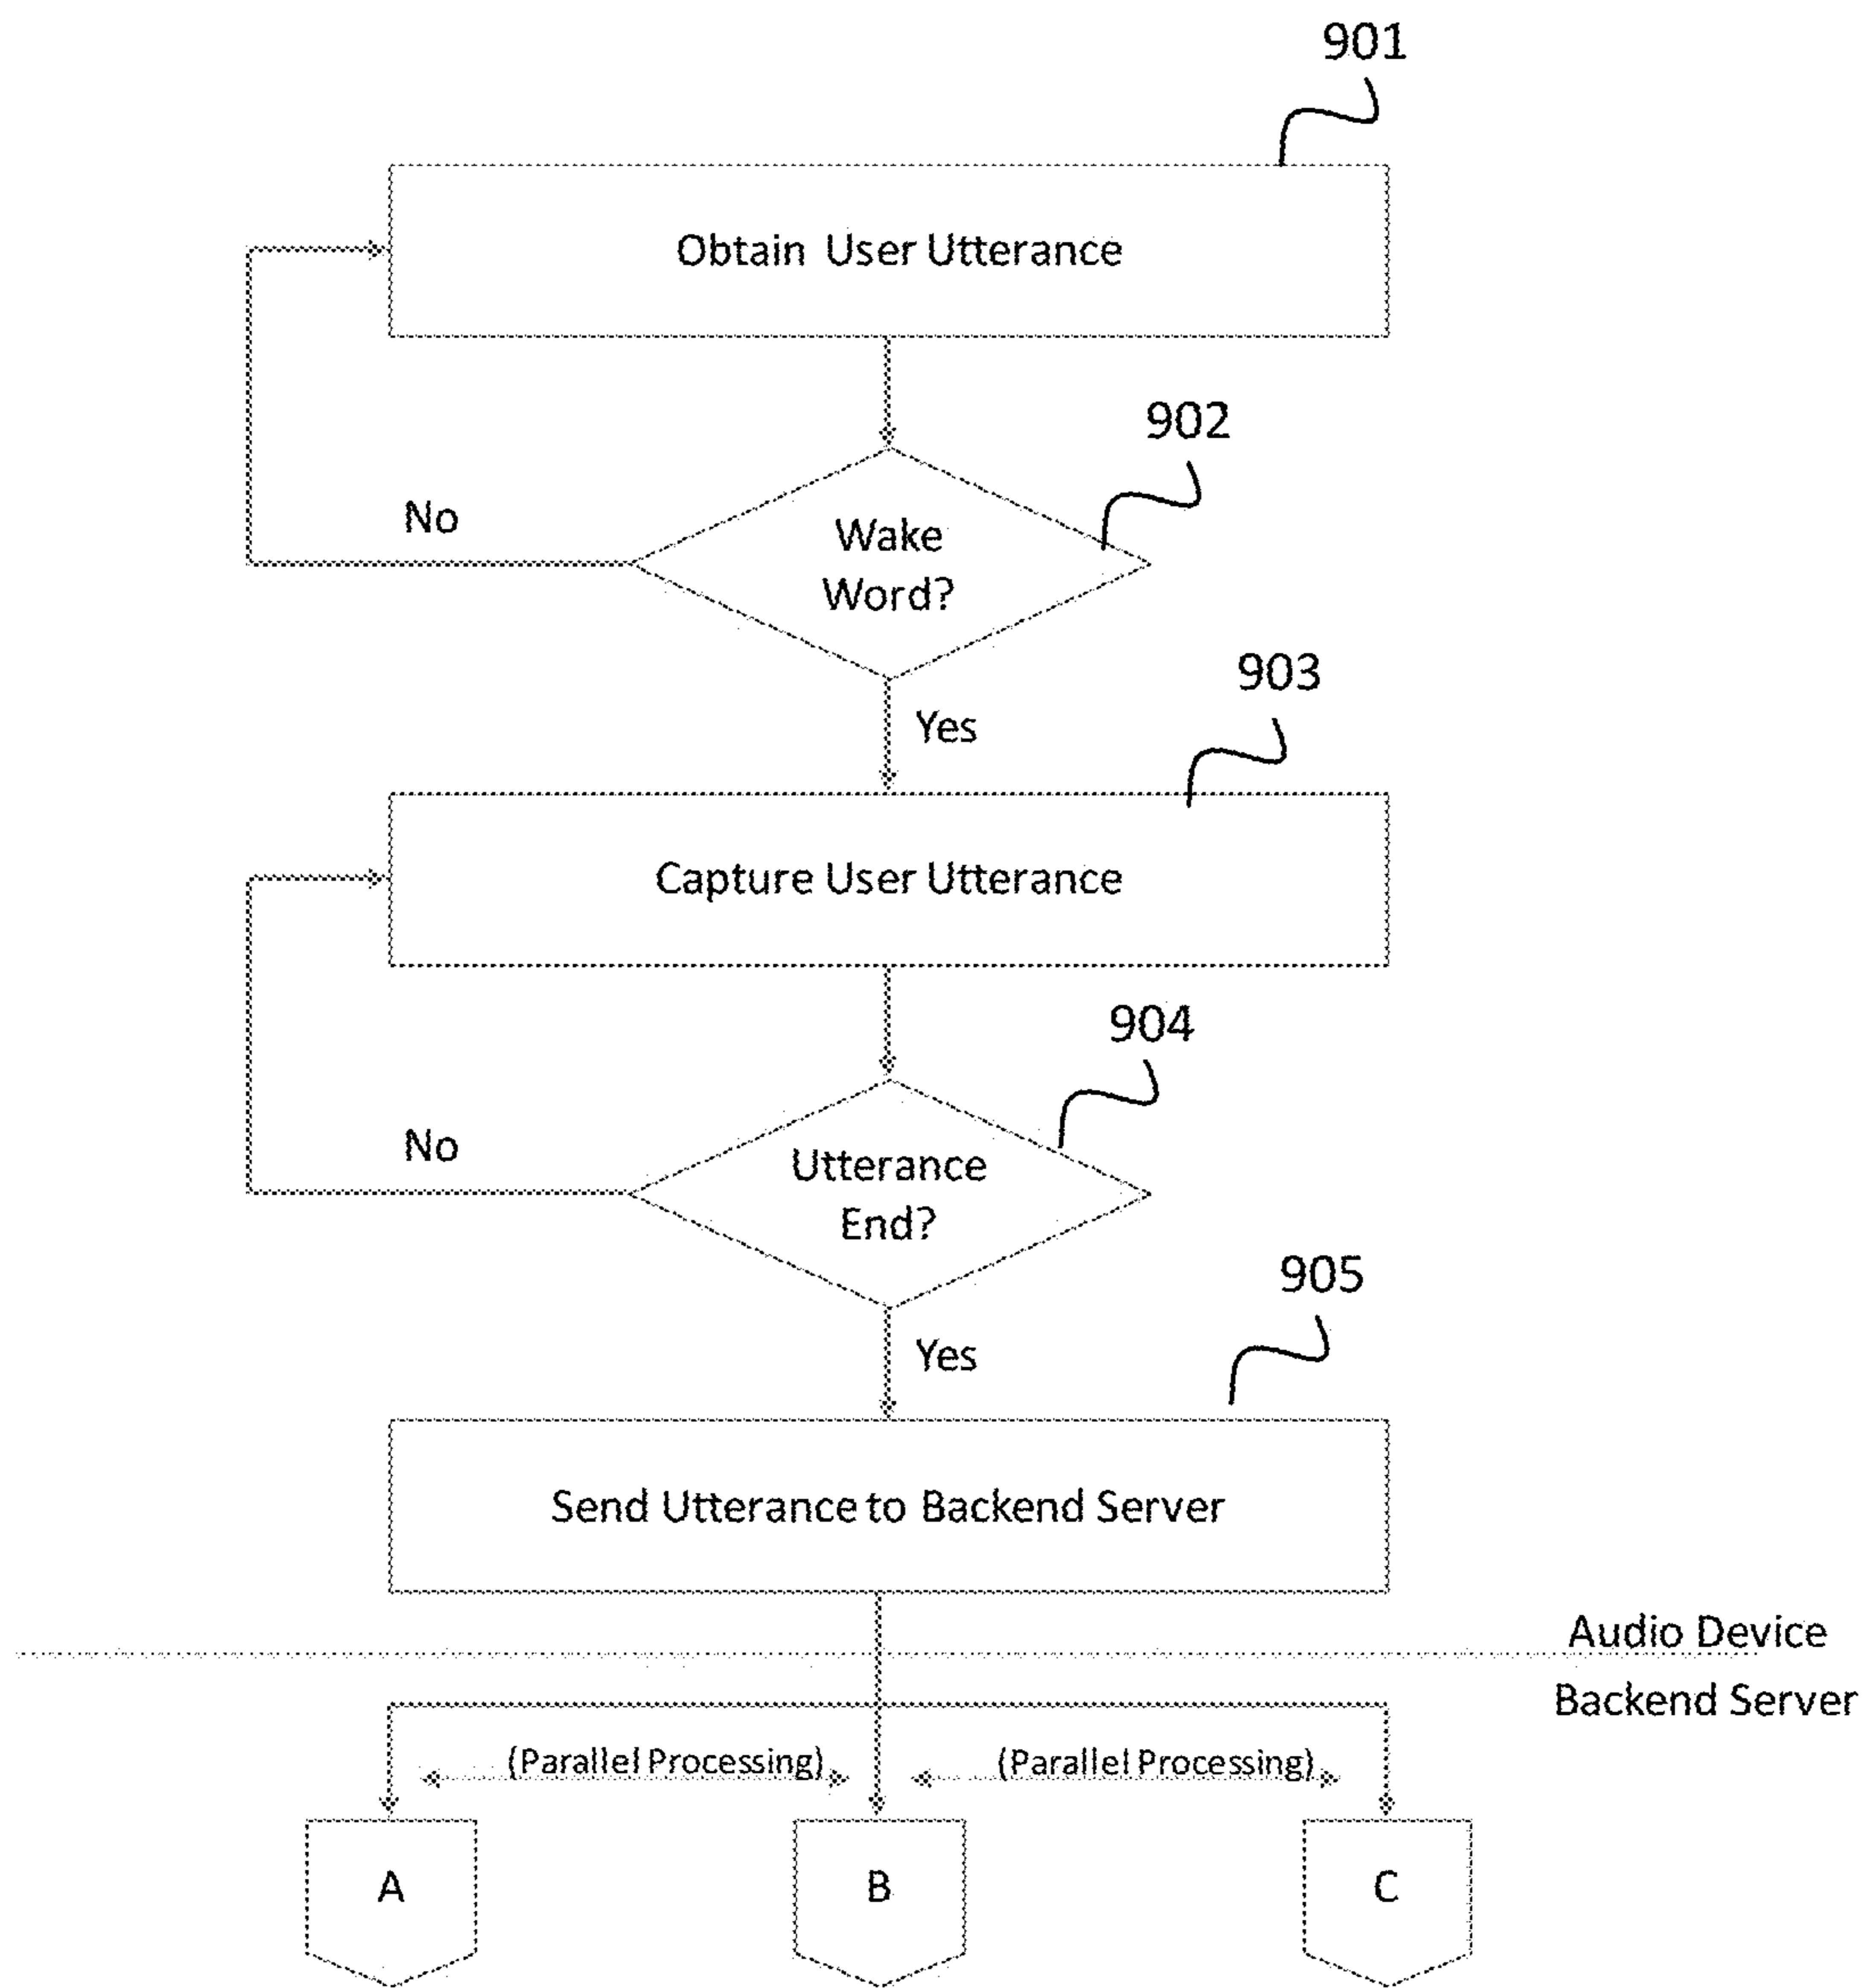 901
Obtain User Utterance
902
Wake
Word?
No
903
Yes
Capture User Utterance
904
Utterance
End?
No
905
Yes
Send Utterance to Backend Server
Audio Device
Backend Server
(Parallel Processing)
(Parallel Processing)
A
B
C